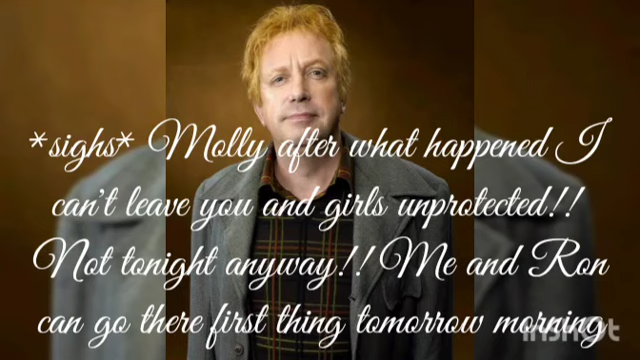 *sighs* Molly after what happened I
can't leave you and girls unprotected!!
Not tonight anyway!! Me and Ron
can go there first thing tomorrow morning
InShot